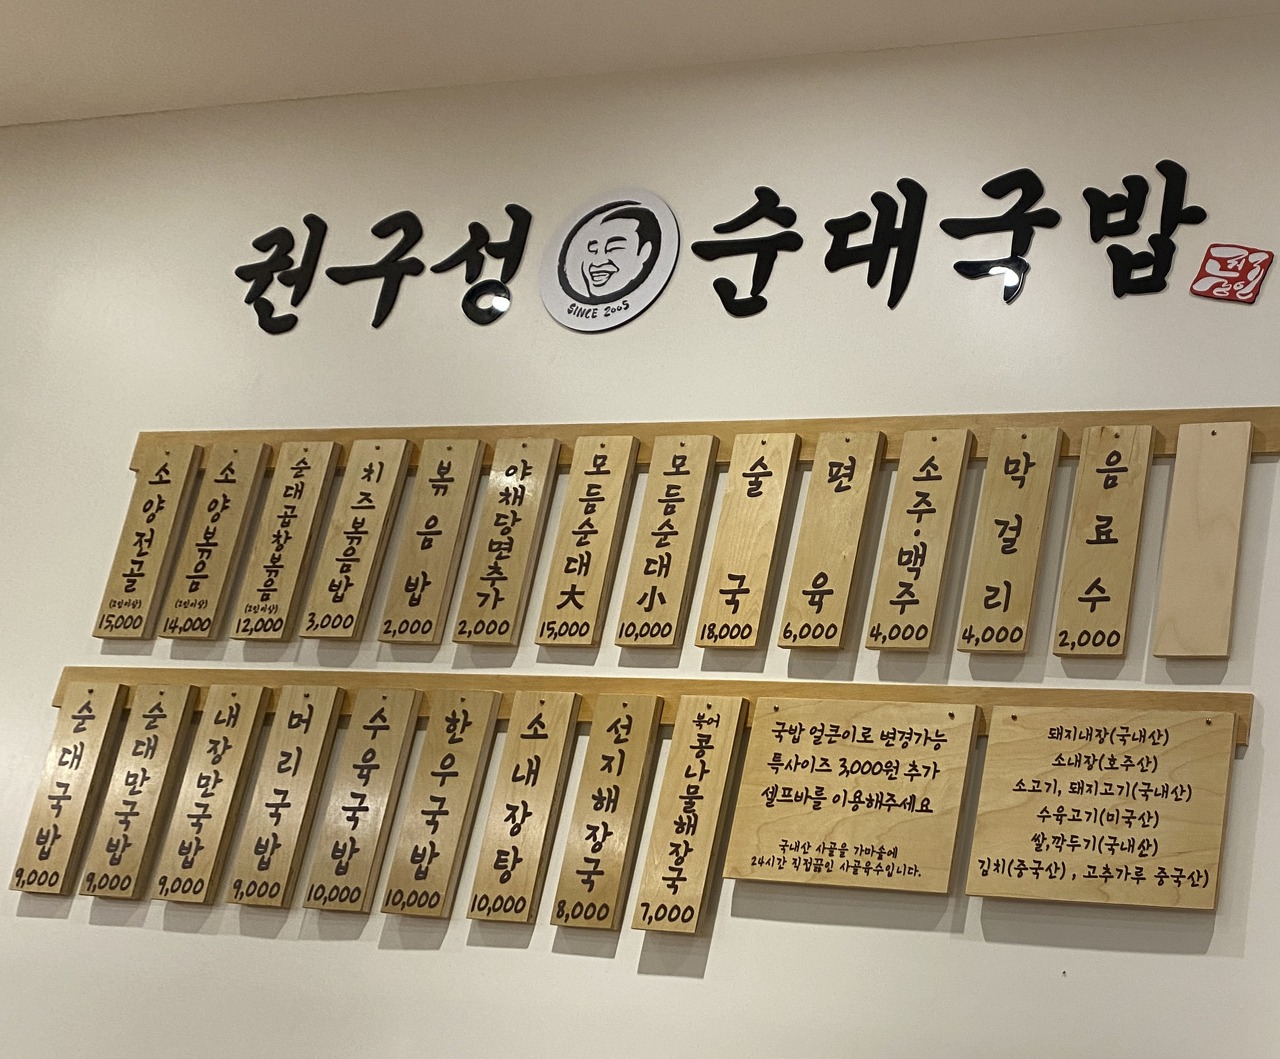 권구성 순대국밥
SINCE 2005
소양전골 (2인이상) 15,000
소양볶음 (2인이상) 14,000
순대곱창볶음 (2인이상) 12,000
치즈볶음밥 3,000
볶음밥 2,000
야채당면추가 2,000
모듬순대大 15,000
모듬순대小 10,000
술국 18,000
편육 6,000
소주·맥주 4,000
막걸리 4,000
음료수 2,000
순대국밥 9,000
순대만국밥 9,000
내장만국밥 9,000
머리국밥 9,000
수육국밥 10,000
한우국밥 10,000
소내장탕 10,000
선지해장국 8,000
북어콩나물해장국 7,000
국밥 얼큰이로 변경가능
특사이즈 3,000원 추가
셀프바를 이용해주세요
국내산 사골을 가마솥에
24시간 직접끓인 사골육수입니다.
돼지내장(국내산)
소내장(호주산)
소고기, 돼지고기(국내산)
수육고기(미국산)
쌀,깍두기(국내산)
김치(중국산), 고추가루 중국산)